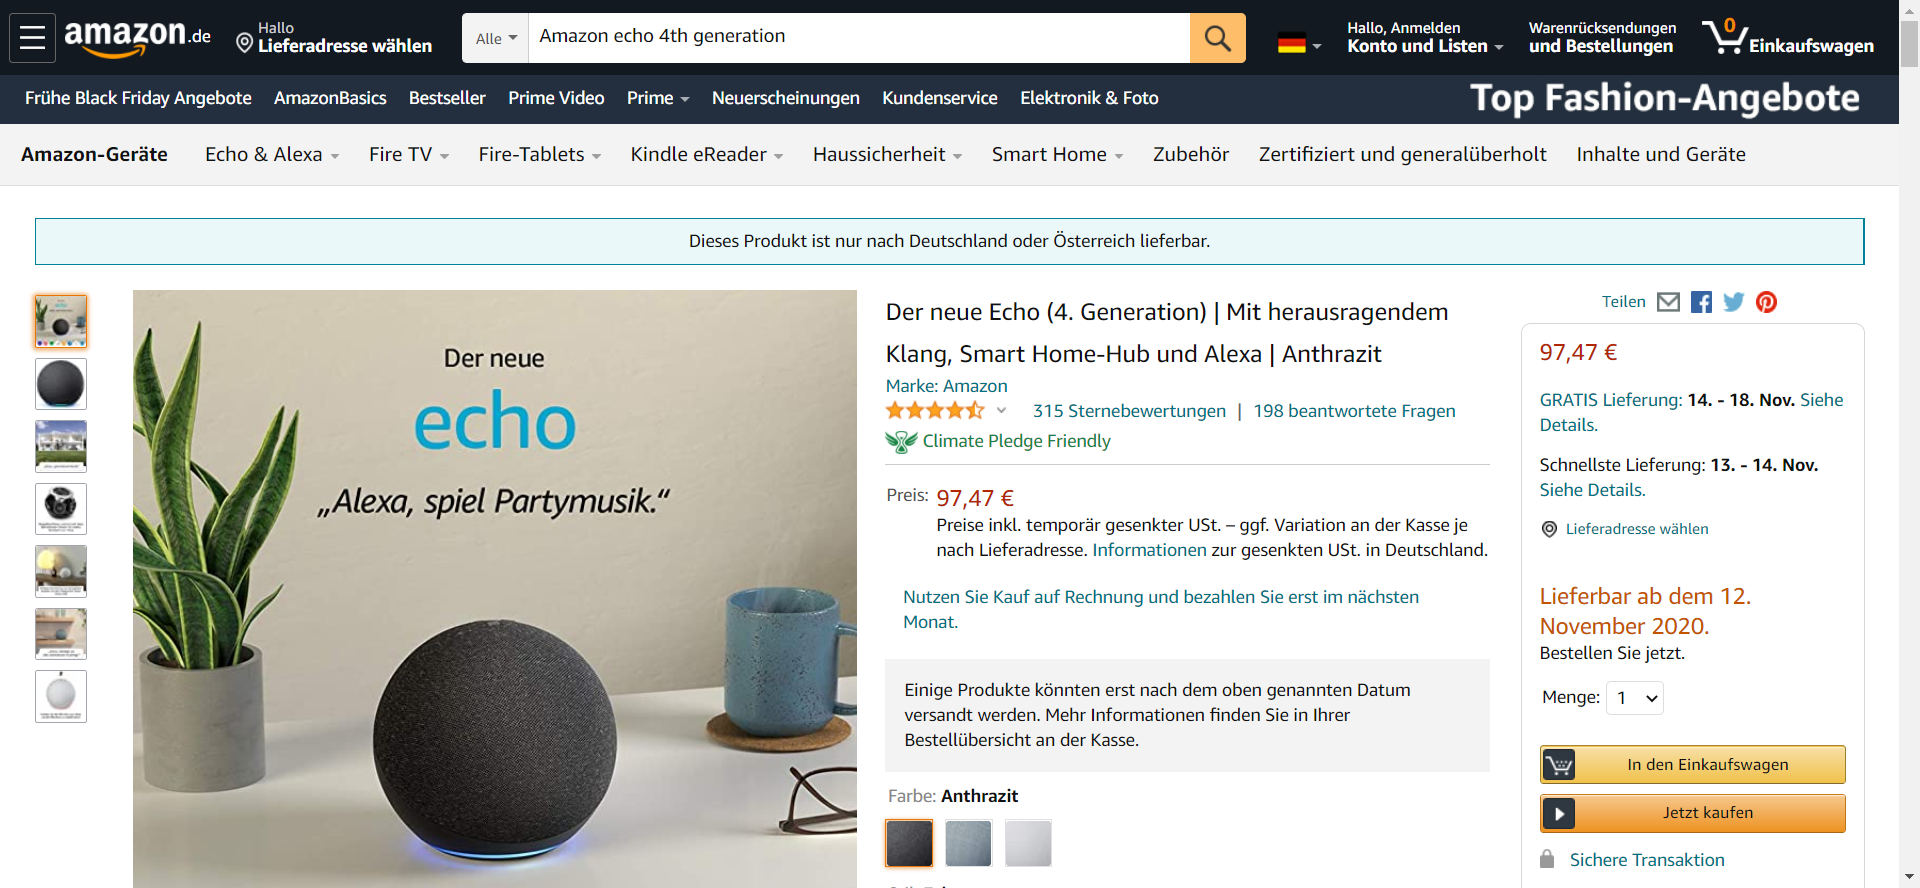 amazon.de
Hallo
Lieferadresse wählen
Alle
Amazon echo 4th generation
Hallo, Anmelden
Konto und Listen
Warenrücksendungen
und Bestellungen
0
Einkaufswagen
Frühe Black Friday Angebote
AmazonBasics
Bestseller
Prime Video
Prime
Neuerscheinungen
Kundenservice
Elektronik & Foto
Top Fashion-Angebote
Amazon-Geräte
Echo & Alexa
Fire TV
Fire-Tablets
Kindle eReader
Haussicherheit
Smart Home
Zubehör
Zertifiziert und generalüberholt
Inhalte und Geräte
Dieses Produkt ist nur nach Deutschland oder Österreich lieferbar.
Der neue
echo
„Alexa, spiel Partymusik.“
Der neue Echo (4. Generation) | Mit herausragendem
Klang, Smart Home-Hub und Alexa | Anthrazit
Marke: Amazon
315 Sternebewertungen | 198 beantwortete Fragen
Climate Pledge Friendly
Preis: 97,47 €
Preise inkl. temporär gesenkter USt. – ggf. Variation an der Kasse je
nach Lieferadresse. Informationen zur gesenkten USt. in Deutschland.
Nutzen Sie Kauf auf Rechnung und bezahlen Sie erst im nächsten
Monat.
Einige Produkte könnten erst nach dem oben genannten Datum
versandt werden. Mehr Informationen finden Sie in Ihrer
Bestellübersicht an der Kasse.
Farbe: Anthrazit
Teilen
97,47 €
GRATIS Lieferung: 14. - 18. Nov. Siehe
Details.
Schnellste Lieferung: 13. - 14. Nov.
Siehe Details.
Lieferadresse wählen
Lieferbar ab dem 12.
November 2020.
Bestellen Sie jetzt.
Menge: 1
In den Einkaufswagen
Jetzt kaufen
Sichere Transaktion